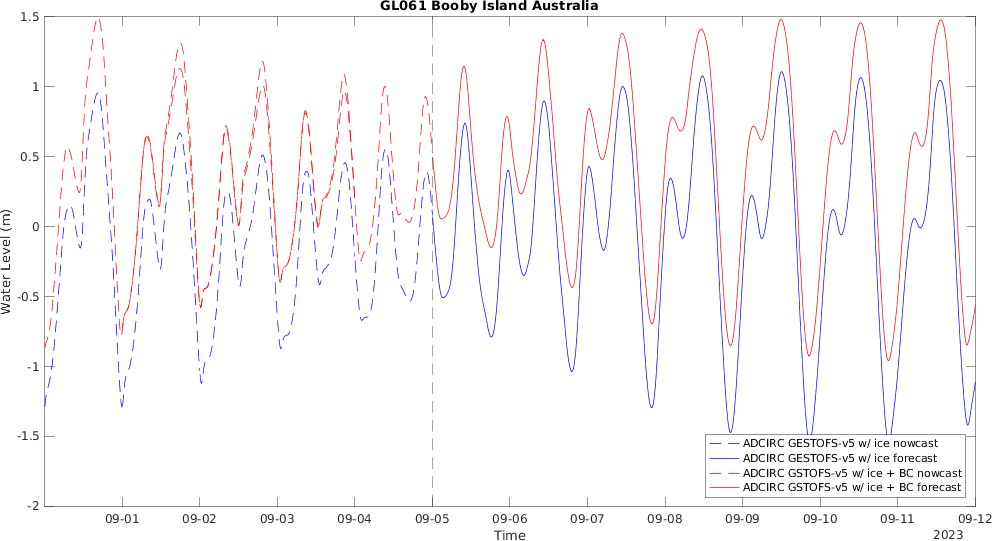 GL061 Booby Island Australia
Water Level (m)
1.5
1
0.5
0
-0.5
-1
-1.5
-2
ADCIRC GESTOFS-v5 w/ ice nowcast
ADCIRC GESTOFS-v5 w/ ice forecast
ADCIRC GSTOFS-v5 w/ ice + BC nowcast
ADCIRC GSTOFS-v5 w/ ice + BC forecast
09-01 09-02 09-03 09-04 09-05 09-06 09-07 09-08 09-09 09-10 09-11 09-12
Time
2023